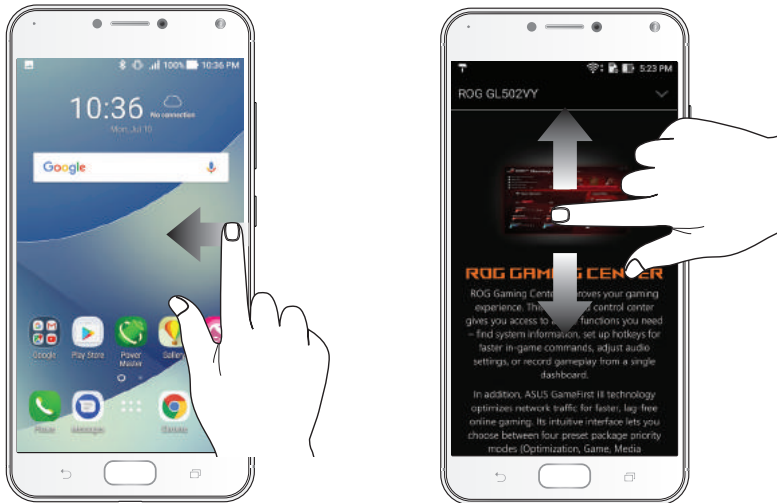 100% 10:36 PM
10:36
No connection
Mon, Jul 10
Google
Google
Play Store
Power
Master
Gallery
Phone
Messages
Chrome
5:23 PM
ROG GL502VY
ROG GAMING CENTER
ROG Gaming Center improves your gaming
experience. This control center
gives you access to functions you need
– find system information, set up hotkeys for
faster in-game commands, adjust audio
settings, or record gameplay from a single
dashboard.
In addition, ASUS GameFirst III technology
optimizes network traffic for faster, lag-free
online gaming. Its intuitive interface lets you
choose between four preset package priority
modes (Optimization, Game, Media